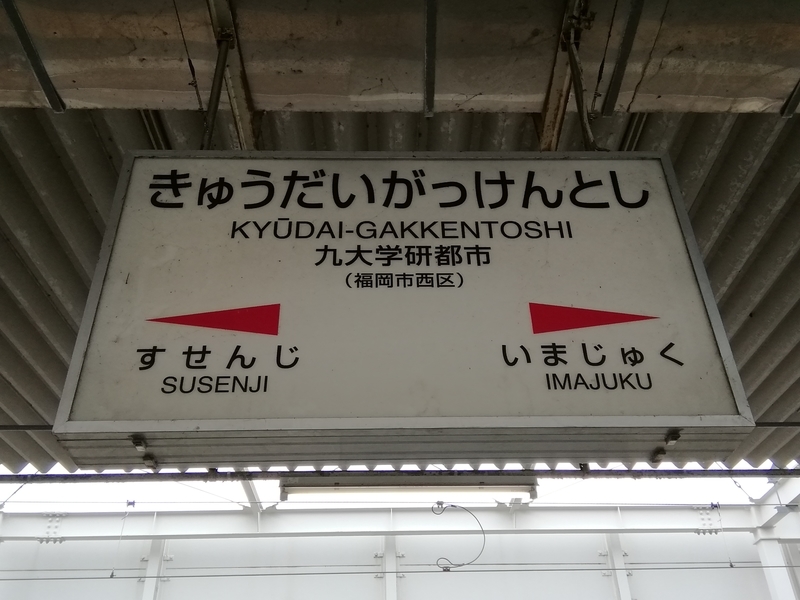 きゅうだいがっけんとし
KYŪDAI-GAKKENTOSHI
九大学研都市
（福岡市西区）
すせんじ
SUSENJI
いまじゅく
IMAJUKU